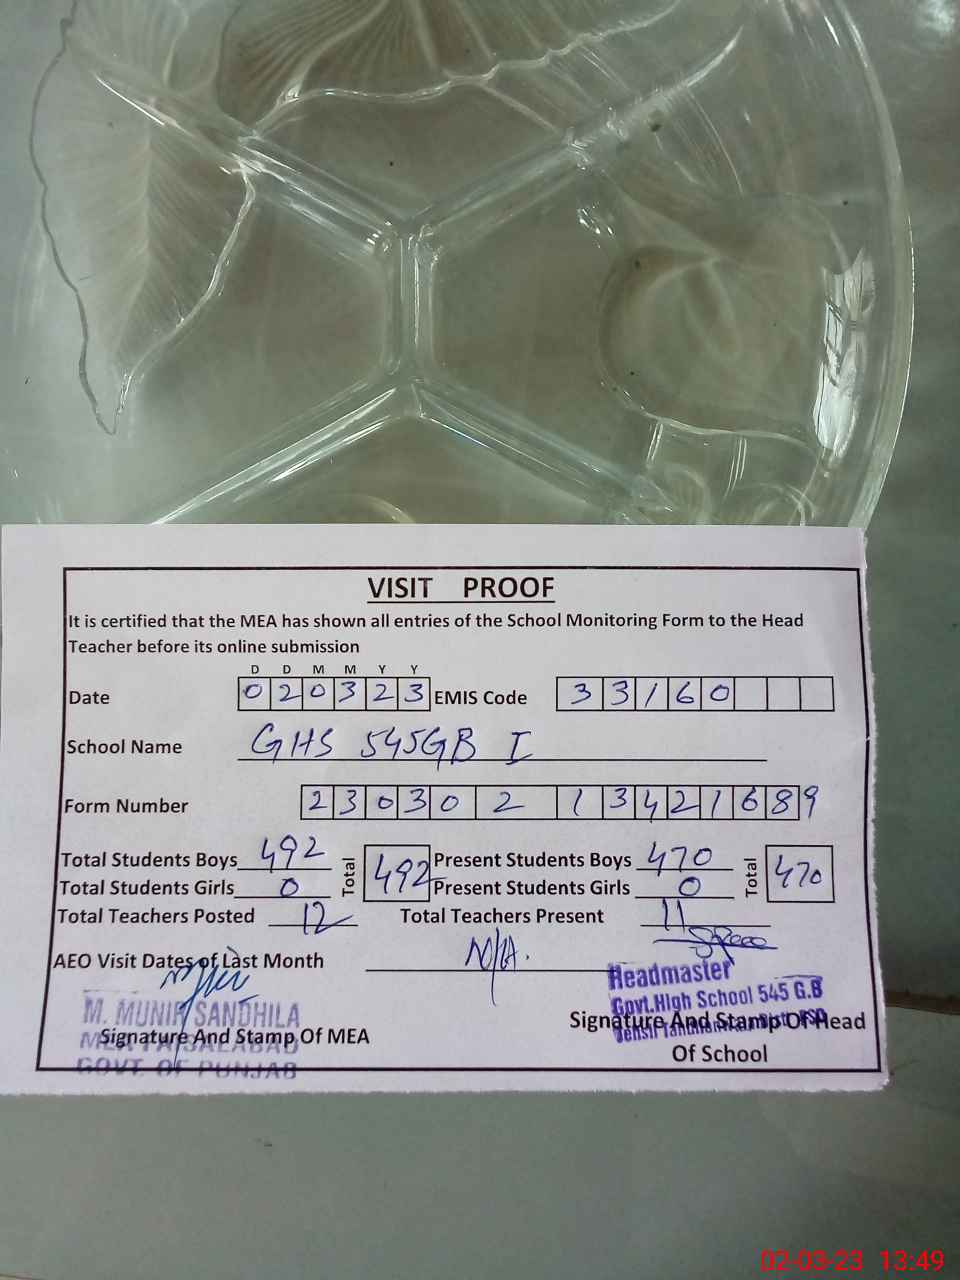 VISIT PROOF
It is certified that the MEA has shown all entries of the School Monitoring Form to the Head
Teacher before its online submission
D D M M Y Y
Date 0 2 0 3 2 3 EMIS Code 3 3 1 6 0
School Name GHS 545GB I
Form Number 2 3 0 3 0 2 1 3 4 2 1 6 8 9
Total Students Boys 492 Total 492 Present Students Boys 470 Total 470
Total Students Girls 0 Present Students Girls 0
Total Teachers Posted 12 Total Teachers Present 11
AEO Visit Dates of Last Month N/A.
Headmaster
Govt.High School 545 G.B
M. MUNIR SANDHILA
MEA FAISALABAD
GOVT. OF PUNJAB
Signature And Stamp Of MEA
Signature And Stamp Of Head
Of School
02-03-23 13:49